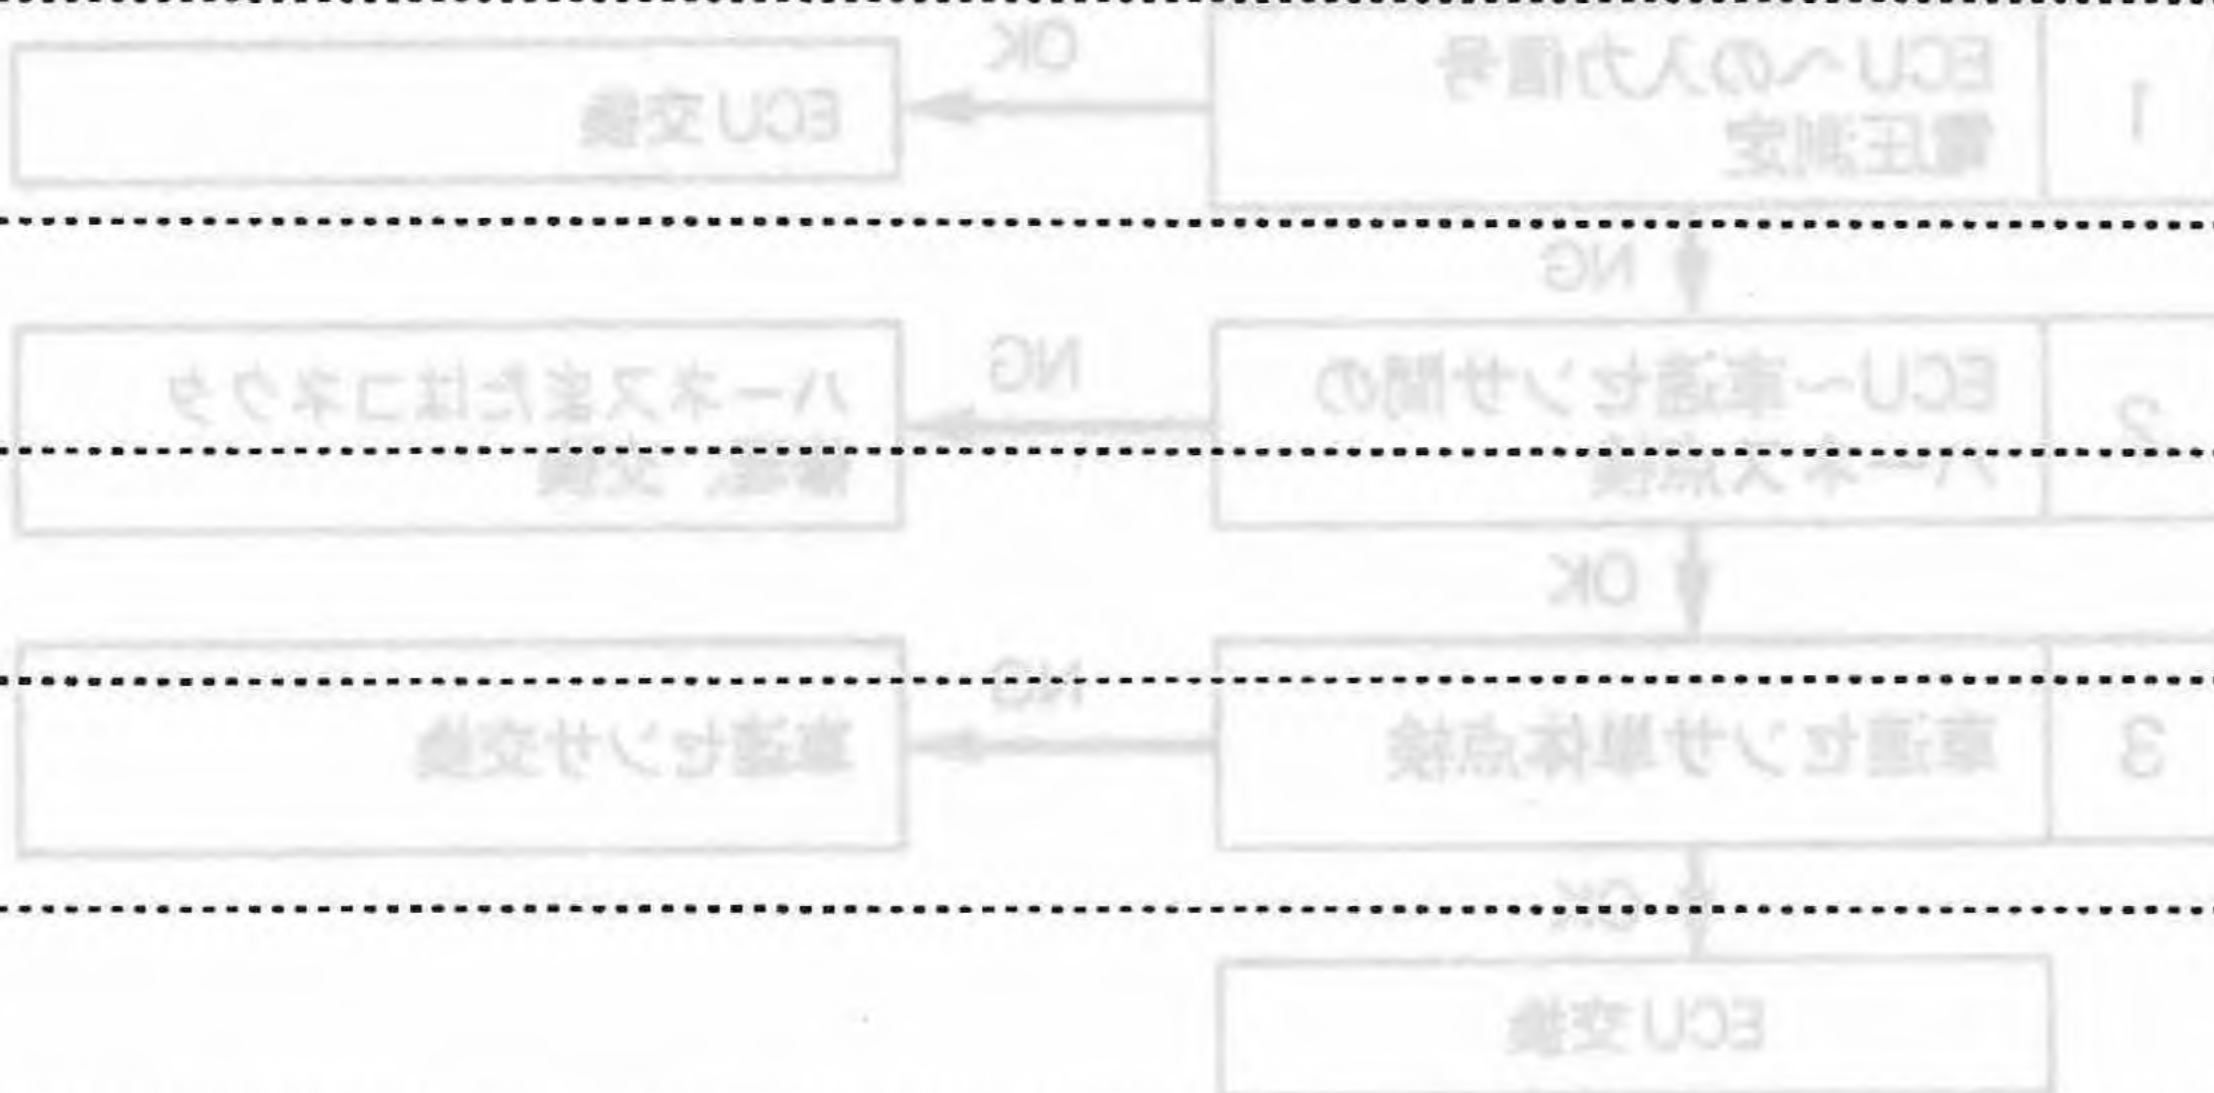 1
ECUへの入力信号
電圧測定
OK
ECU交換
NG
2
ECU～車速センサ間の
ハーネス点検
NG
ハーネスまたはコネクタ
修理、交換
OK
3
車速センサ単体点検
NG
車速センサ交換
OK
ECU交換